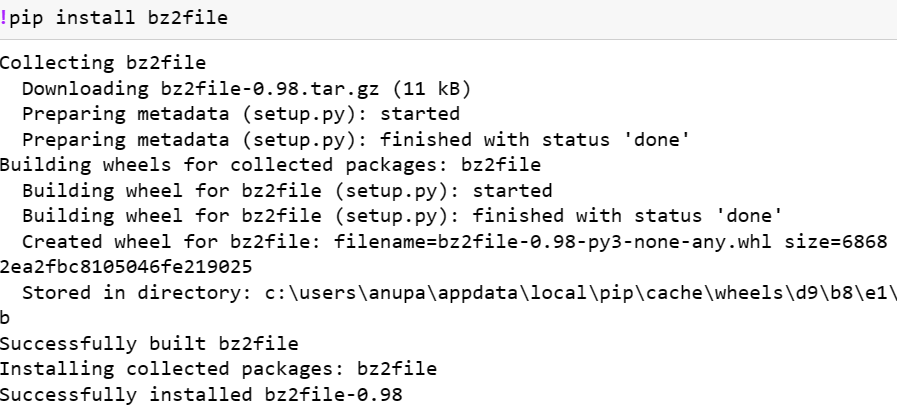 !pip install bz2file
Collecting bz2file
  Downloading bz2file-0.98.tar.gz (11 kB)
  Preparing metadata (setup.py): started
  Preparing metadata (setup.py): finished with status 'done'
Building wheels for collected packages: bz2file
  Building wheel for bz2file (setup.py): started
  Building wheel for bz2file (setup.py): finished with status 'done'
  Created wheel for bz2file: filename=bz2file-0.98-py3-none-any.whl size=6868
2ea2fbc8105046fe219025
  Stored in directory: c:\users\anupa\appdata\local\pip\cache\wheels\d9\b8\e1\
b
Successfully built bz2file
Installing collected packages: bz2file
Successfully installed bz2file-0.98